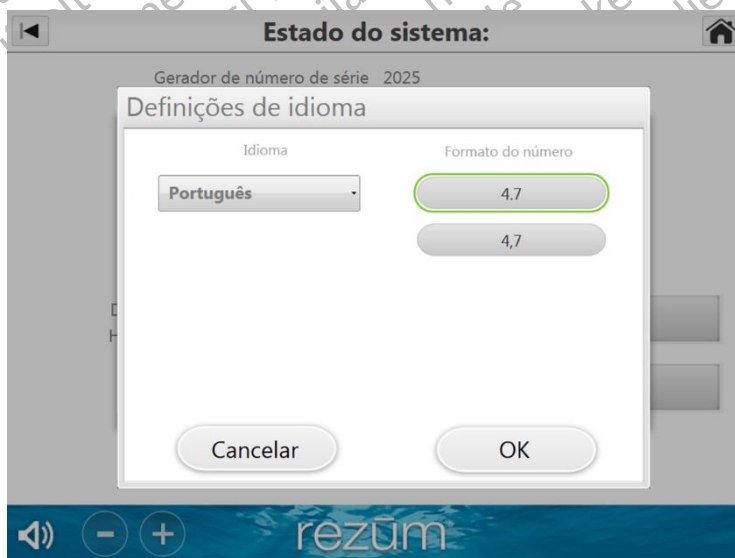 Estado do sistema:
Gerador de número de série 2025
Definições de idioma
Idioma
Formato do número
Português
4.7
4,7
Cancelar
OK
rezūm